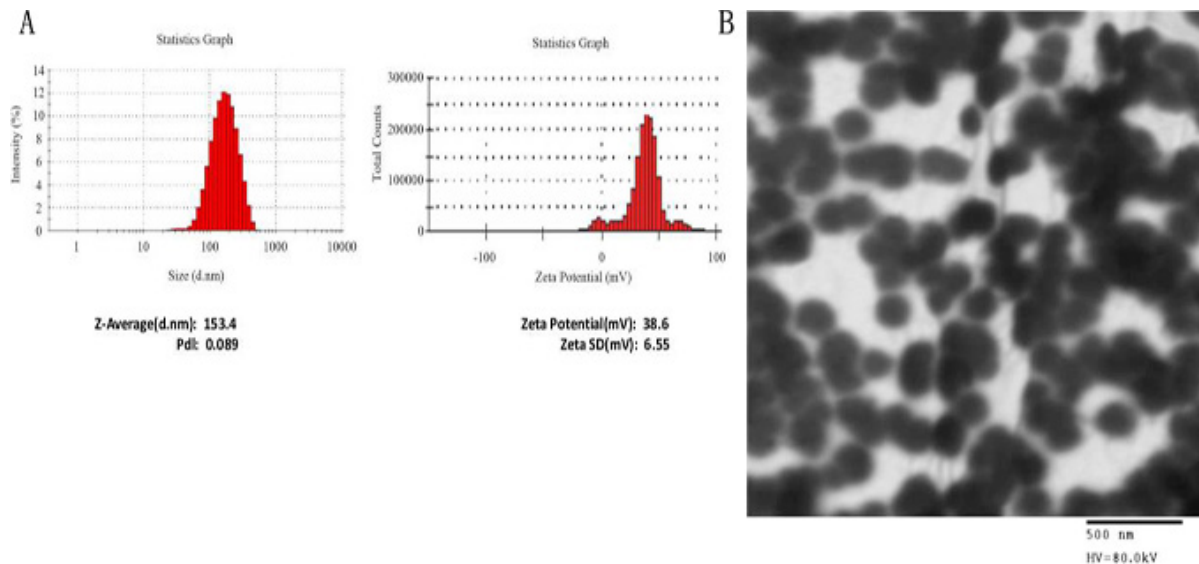 A
B
Statistics Graph
14
12
10
8
6
4
2
0
Intensity (%)
1
10
100
1000
10000
Size (d.nm)
Z-Average(d.nm): 153.4
PdI: 0.089
Statistics Graph
300000
200000
100000
0
Total Counts
-100
0
100
Zeta Potential (mV)
Zeta Potential(mV): 38.6
Zeta SD(mV): 6.55
500 nm
HV=80.0kV